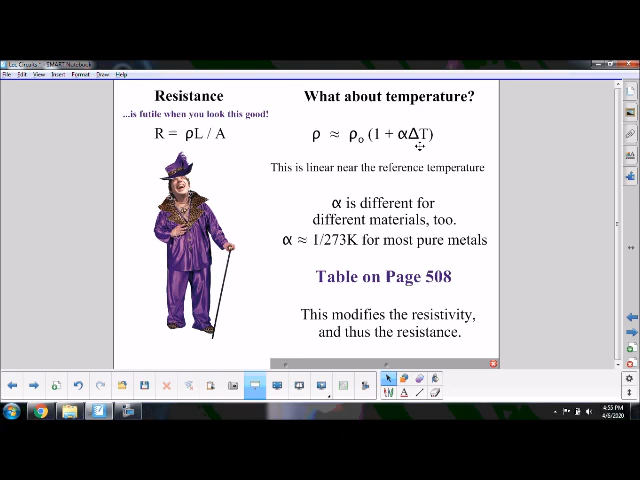 Lec Circuits * - SMART Notebook
File Edit View Insert Format Tools Draw Help
Resistance
...is futile when you look this good!
R = ρL / A
What about temperature?
ρ ≈ ρo (1 + αΔT)
This is linear near the reference temperature
α is different for
different materials, too.
α ≈ 1/273K for most pure metals
Table on Page 508
This modifies the resistivity,
and thus the resistance.
4:55 PM
4/6/2020